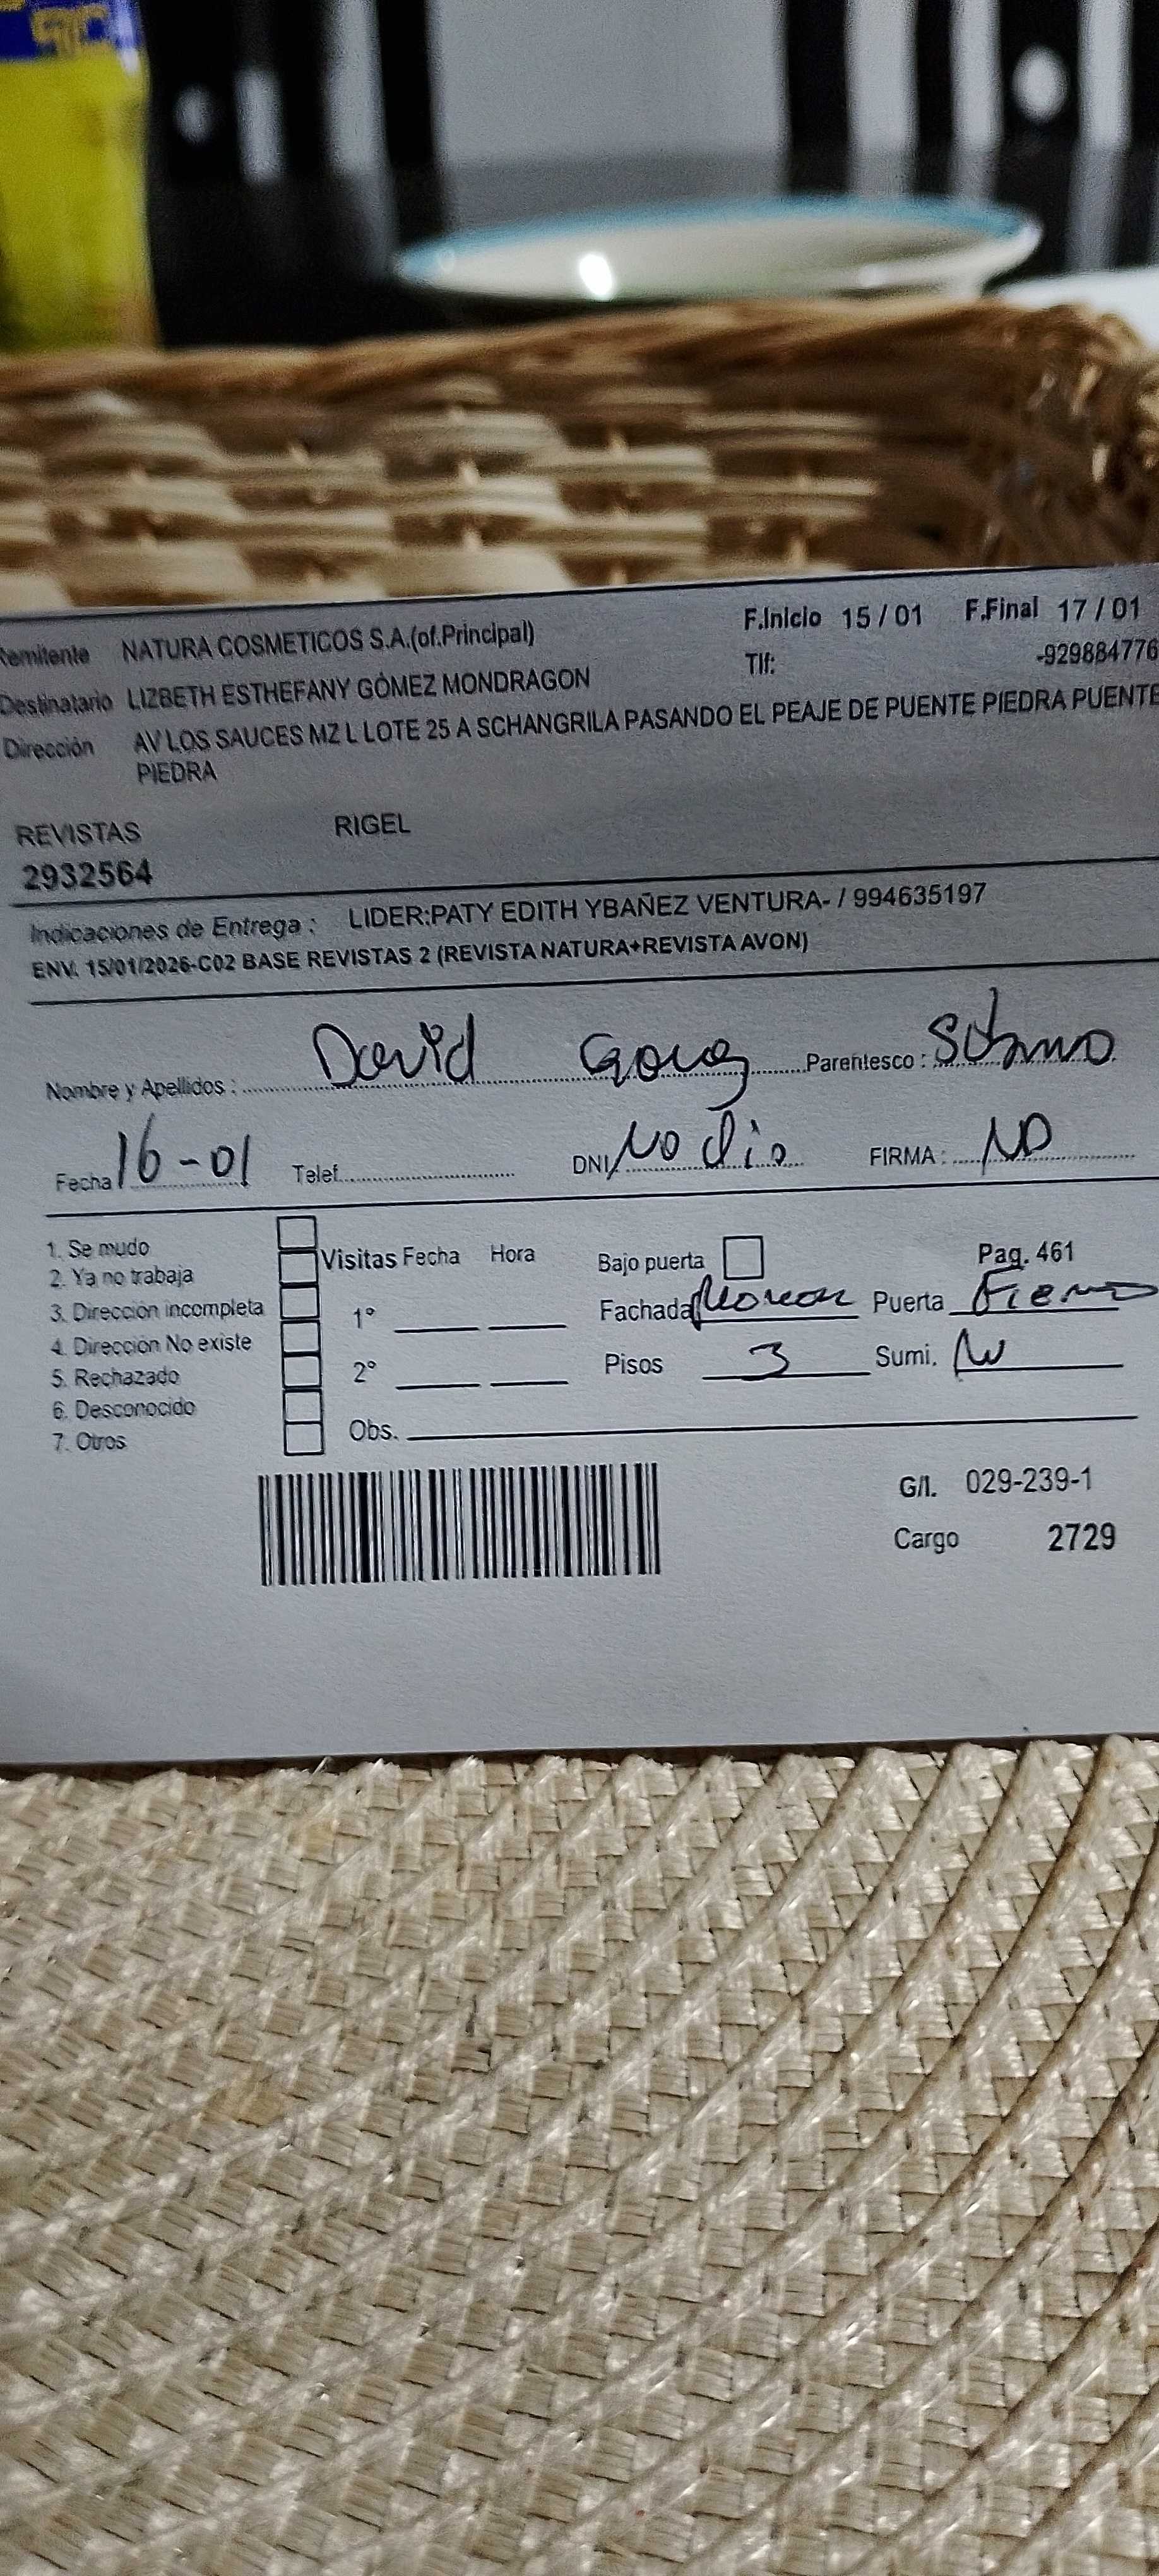 Remitente NATURA COSMETICOS S.A.(of.Principal) F.Inicio 15 / 01 F.Final 17 / 01
Destinatario LIZBETH ESTHEFANY GÓMEZ MONDRAGON Tlf: -929884776
Dirección AV LOS SAUCES MZ L LOTE 25 A SCHANGRILA PASANDO EL PEAJE DE PUENTE PIEDRA PUENTE
PIEDRA
REVISTAS RIGEL
2932564
Indicaciones de Entrega : LIDER:PATY EDITH YBAÑEZ VENTURA- / 994635197
ENV. 15/01/2026-C02 BASE REVISTAS 2 (REVISTA NATURA+REVISTA AVON)
Nombre y Apellidos : David Parentesco :
Fecha 16-01 Telef. DNI No dio FIRMA : ND
1. Se mudo
2. Ya no trabaja
3. Dirección incompleta
4. Dirección No existe
5. Rechazado
6. Desconocido
7. Otros
Visitas Fecha Hora Bajo puerta Pag. 461
1° Fachada Puerta Fierro
2° Pisos 3 Sumi.
Obs.
G/I. 029-239-1
Cargo 2729